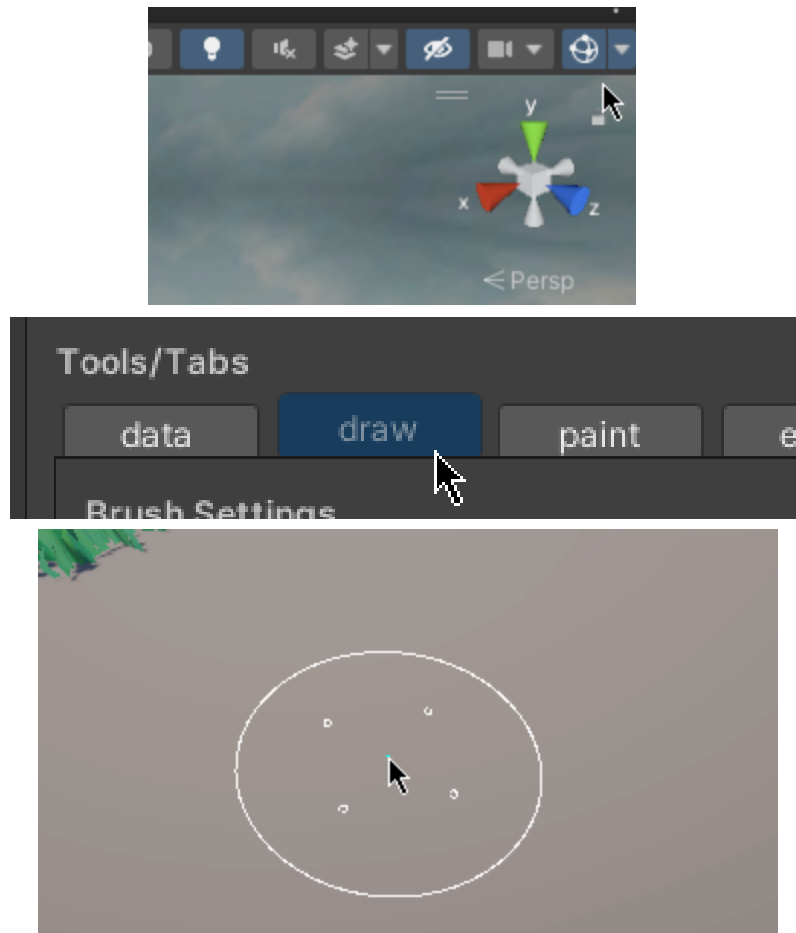 y
x
z
Persp
Tools/Tabs
data
draw
paint
Brush Settings